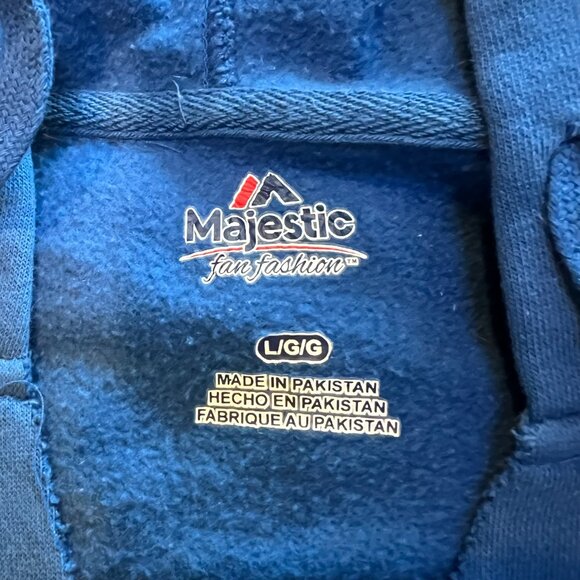 Majestic
fan fashion™
L/G/G
MADE IN PAKISTAN
HECHO EN PAKISTAN
FABRIQUE AU PAKISTAN